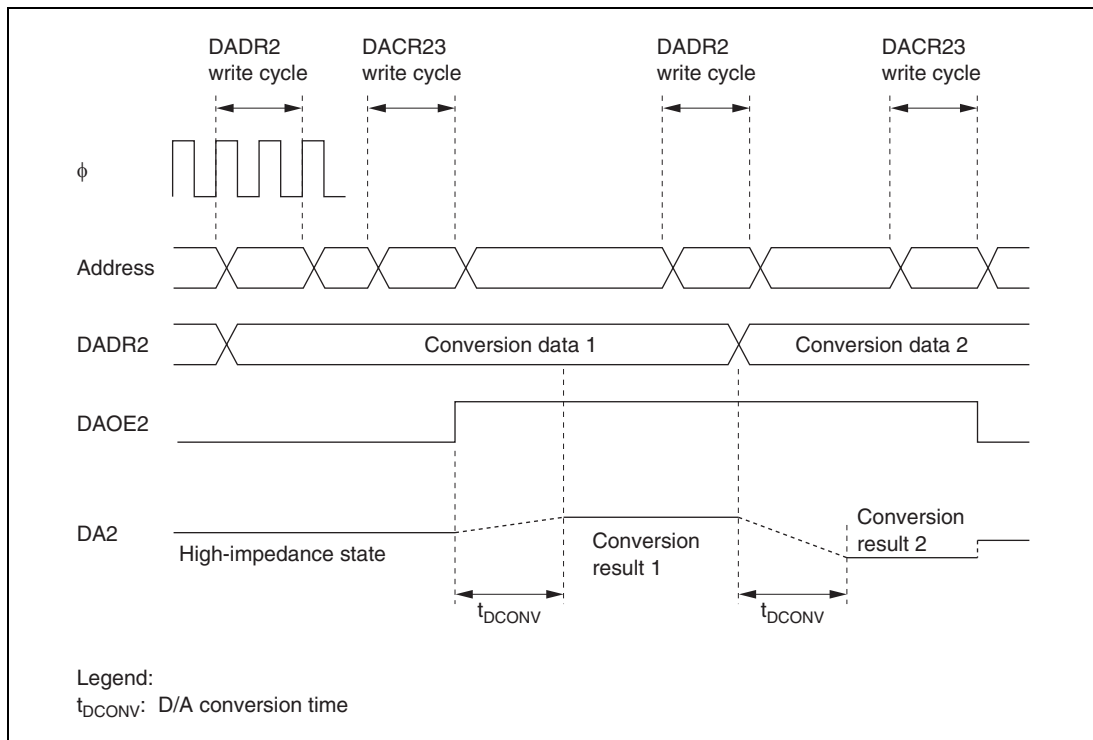 DADR2
write cycle
DACR23
write cycle
DADR2
write cycle
DACR23
write cycle
ϕ
Address
DADR2
Conversion data 1
Conversion data 2
DAOE2
DA2
High-impedance state
Conversion
result 1
Conversion
result 2
tDCONV
tDCONV
Legend:
tDCONV: D/A conversion time